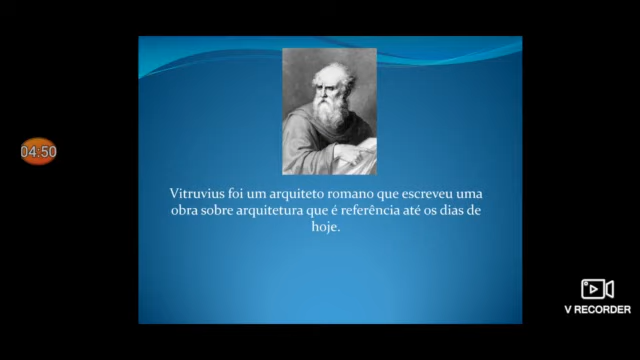 04:50
Vitruvius foi um arquiteto romano que escreveu uma
obra sobre arquitetura que é referência até os dias de
hoje.
V RECORDER